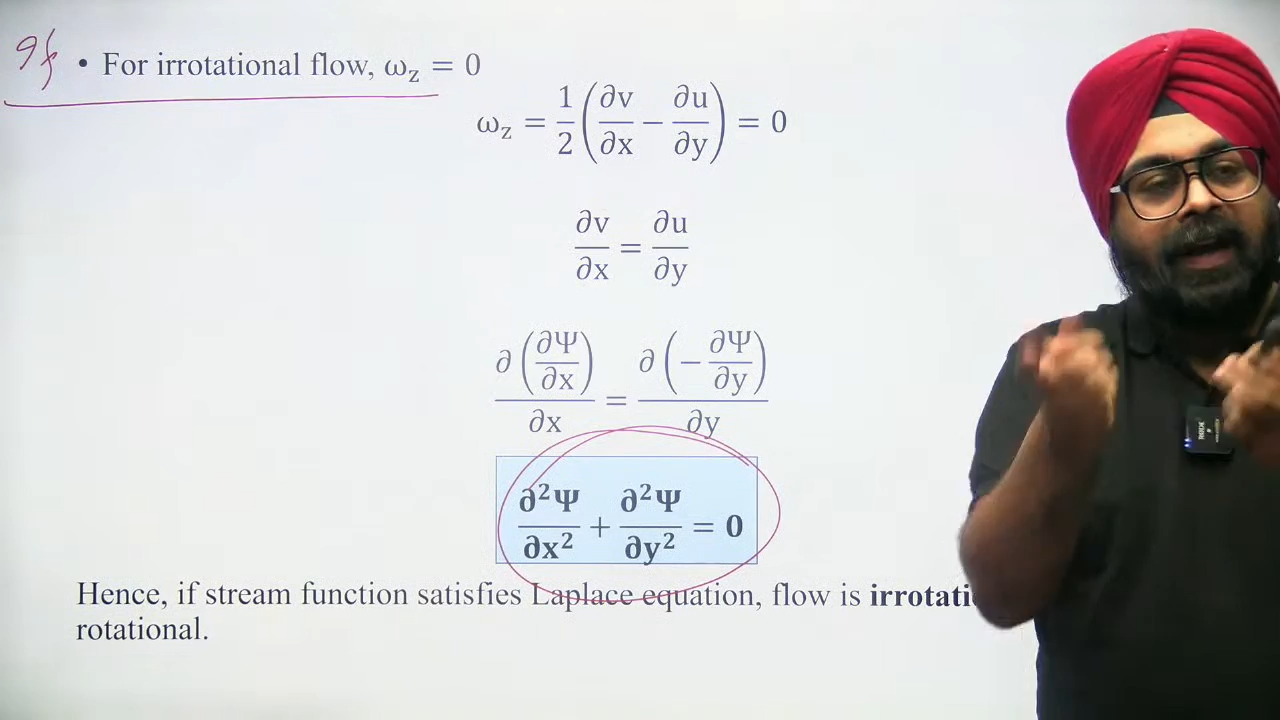 If • For irrotational flow, ω_z = 0
ω_z = 1/2 (∂v/∂x − ∂u/∂y) = 0
∂v/∂x = ∂u/∂y
∂(∂Ψ/∂x)/∂x = ∂(−∂Ψ/∂y)/∂y
∂²Ψ/∂x² + ∂²Ψ/∂y² = 0
Hence, if stream function satisfies Laplace equation, flow is
rotational.